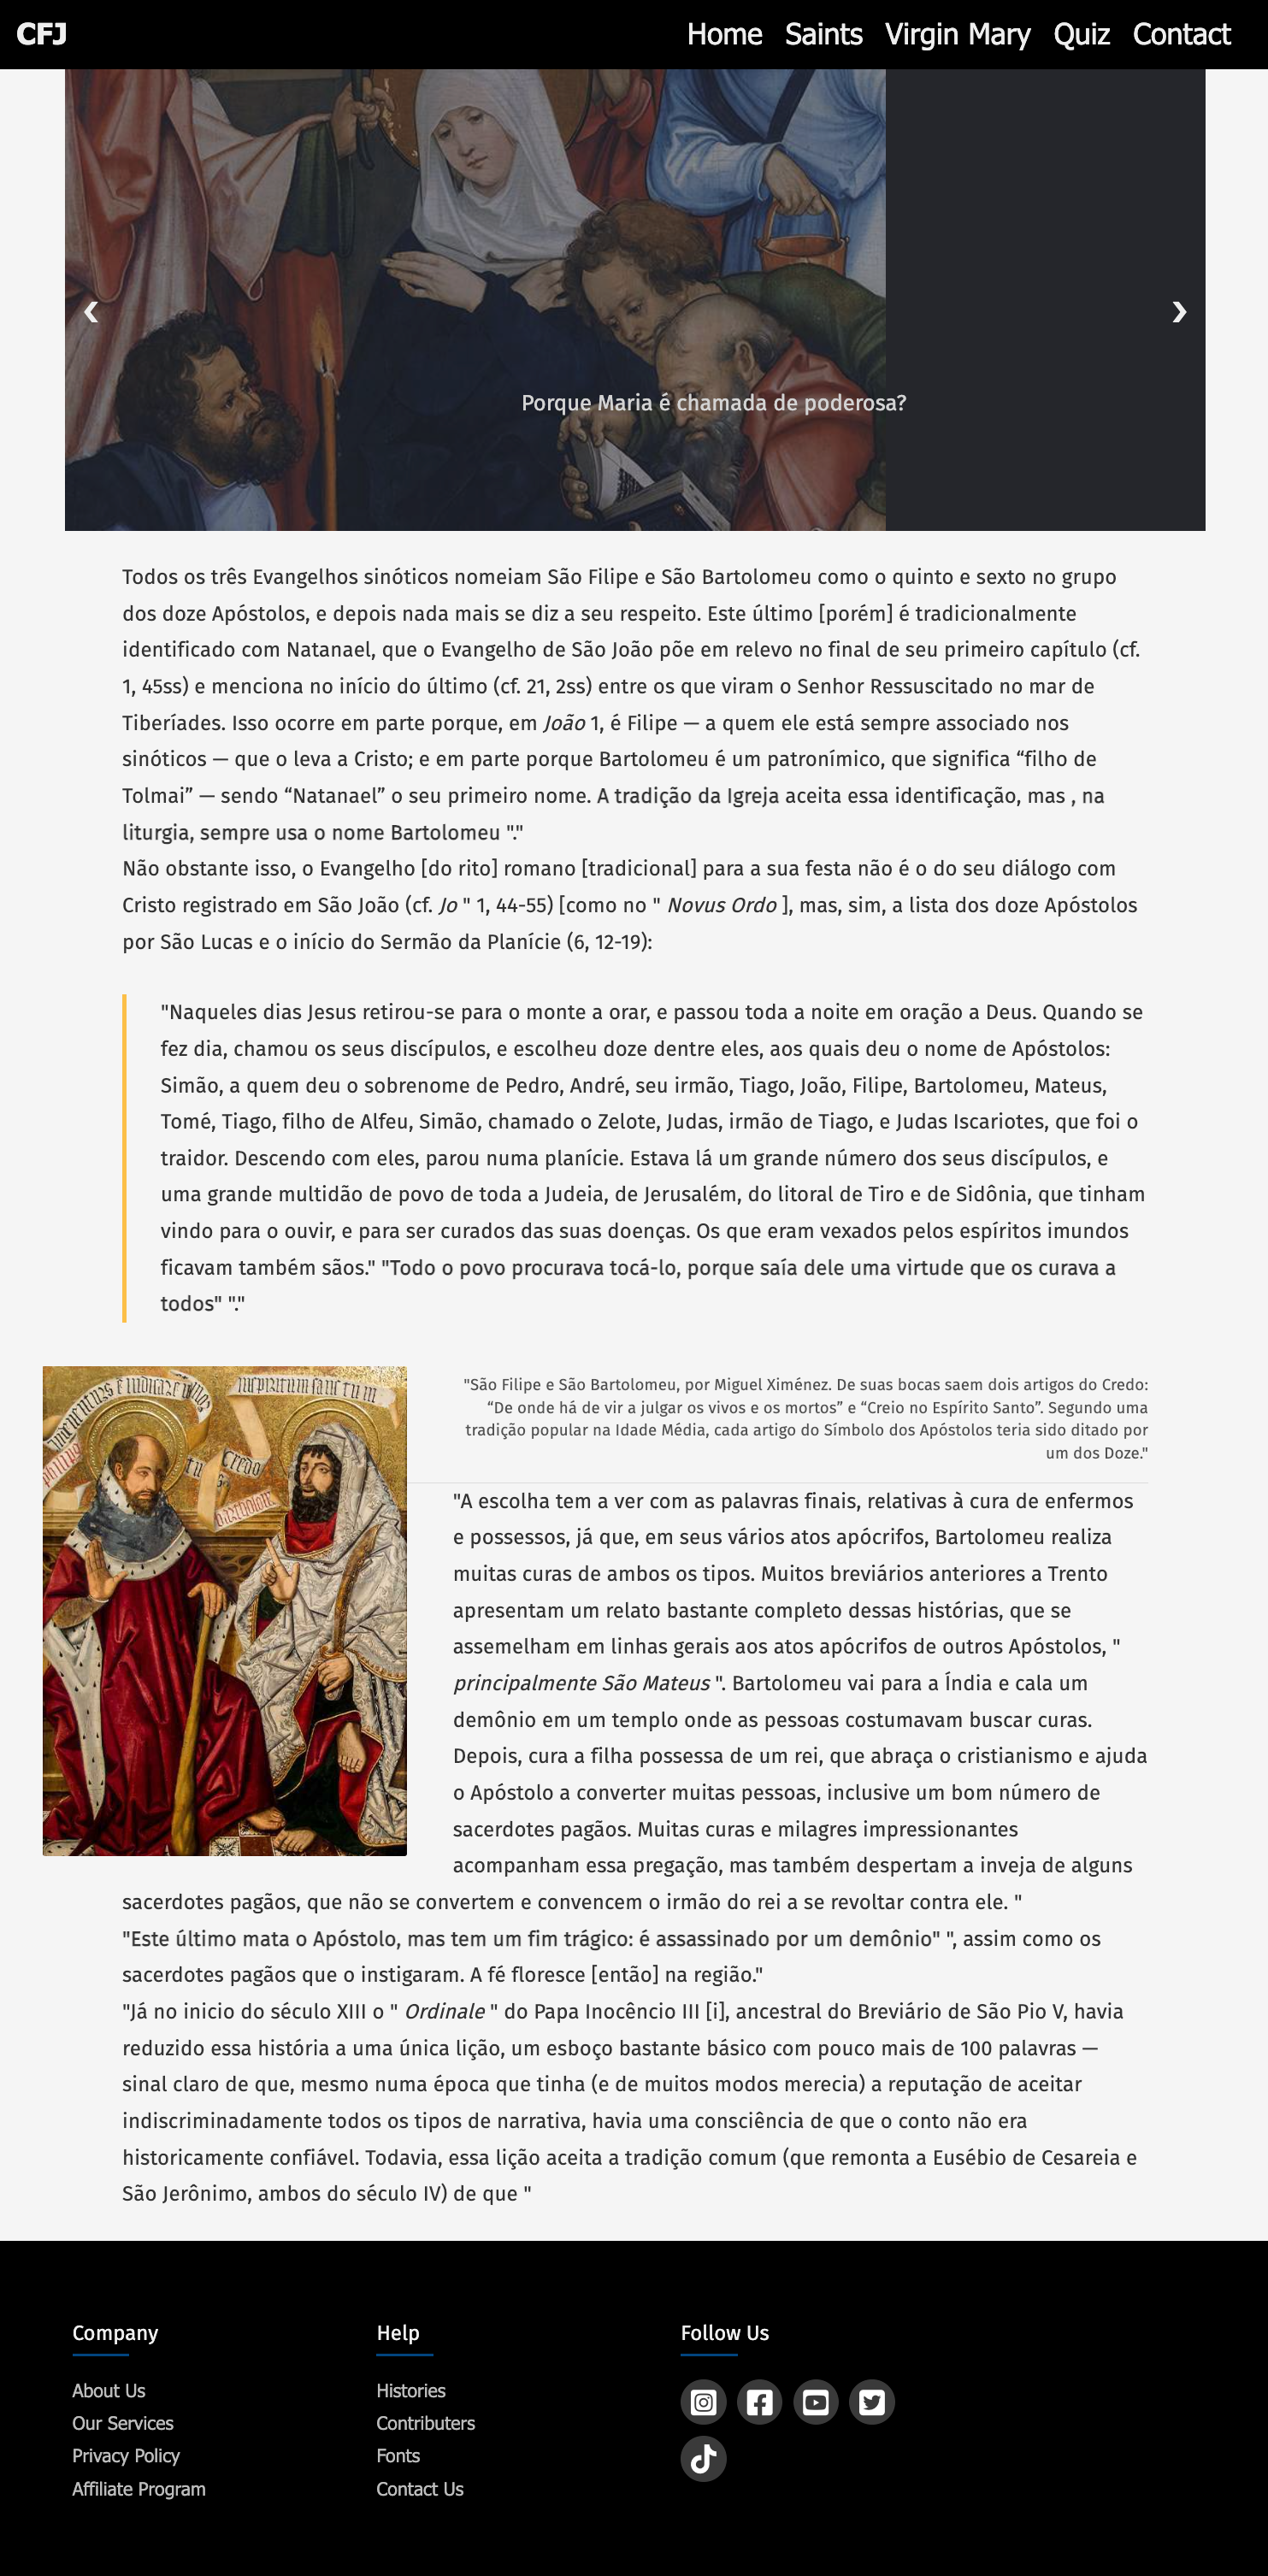 CFJ
Home Saints Virgin Mary Quiz Contact
❮
❯
Porque Maria é chamada de poderosa?
Todos os três Evangelhos sinóticos nomeiam São Filipe e São Bartolomeu como o quinto e sexto no grupo
dos doze Apóstolos, e depois nada mais se diz a seu respeito. Este último [porém] é tradicionalmente
identificado com Natanael, que o Evangelho de São João põe em relevo no final de seu primeiro capítulo (cf.
1, 45ss) e menciona no início do último (cf. 21, 2ss) entre os que viram o Senhor Ressuscitado no mar de
Tiberíades. Isso ocorre em parte porque, em João 1, é Filipe — a quem ele está sempre associado nos
sinóticos — que o leva a Cristo; e em parte porque Bartolomeu é um patronímico, que significa “filho de
Tolmai” — sendo “Natanael” o seu primeiro nome. A tradição da Igreja aceita essa identificação, mas , na
liturgia, sempre usa o nome Bartolomeu "."
Não obstante isso, o Evangelho [do rito] romano [tradicional] para a sua festa não é o do seu diálogo com
Cristo registrado em São João (cf. Jo " 1, 44-55) [como no " Novus Ordo ], mas, sim, a lista dos doze Apóstolos
por São Lucas e o início do Sermão da Planície (6, 12-19):
"Naqueles dias Jesus retirou-se para o monte a orar, e passou toda a noite em oração a Deus. Quando se
fez dia, chamou os seus discípulos, e escolheu doze dentre eles, aos quais deu o nome de Apóstolos:
Simão, a quem deu o sobrenome de Pedro, André, seu irmão, Tiago, João, Filipe, Bartolomeu, Mateus,
Tomé, Tiago, filho de Alfeu, Simão, chamado o Zelote, Judas, irmão de Tiago, e Judas Iscariotes, que foi o
traidor. Descendo com eles, parou numa planície. Estava lá um grande número dos seus discípulos, e
uma grande multidão de povo de toda a Judeia, de Jerusalém, do litoral de Tiro e de Sidônia, que tinham
vindo para o ouvir, e para ser curados das suas doenças. Os que eram vexados pelos espíritos imundos
ficavam também sãos." "Todo o povo procurava tocá-lo, porque saía dele uma virtude que os curava a
todos" "."
"São Filipe e São Bartolomeu, por Miguel Ximénez. De suas bocas saem dois artigos do Credo:
“De onde há de vir a julgar os vivos e os mortos” e “Creio no Espírito Santo”. Segundo uma
tradição popular na Idade Média, cada artigo do Símbolo dos Apóstolos teria sido ditado por
um dos Doze."
"A escolha tem a ver com as palavras finais, relativas à cura de enfermos
e possessos, já que, em seus vários atos apócrifos, Bartolomeu realiza
muitas curas de ambos os tipos. Muitos breviários anteriores a Trento
apresentam um relato bastante completo dessas histórias, que se
assemelham em linhas gerais aos atos apócrifos de outros Apóstolos, "
principalmente São Mateus ". Bartolomeu vai para a Índia e cala um
demônio em um templo onde as pessoas costumavam buscar curas.
Depois, cura a filha possessa de um rei, que abraça o cristianismo e ajuda
o Apóstolo a converter muitas pessoas, inclusive um bom número de
sacerdotes pagãos. Muitas curas e milagres impressionantes
acompanham essa pregação, mas também despertam a inveja de alguns
sacerdotes pagãos, que não se convertem e convencem o irmão do rei a se revoltar contra ele. "
"Este último mata o Apóstolo, mas tem um fim trágico: é assassinado por um demônio" ", assim como os
sacerdotes pagãos que o instigaram. A fé floresce [então] na região."
"Já no inicio do século XIII o " Ordinale " do Papa Inocêncio III [i], ancestral do Breviário de São Pio V, havia
reduzido essa história a uma única lição, um esboço bastante básico com pouco mais de 100 palavras —
sinal claro de que, mesmo numa época que tinha (e de muitos modos merecia) a reputação de aceitar
indiscriminadamente todos os tipos de narrativa, havia uma consciência de que o conto não era
historicamente confiável. Todavia, essa lição aceita a tradição comum (que remonta a Eusébio de Cesareia e
São Jerônimo, ambos do século IV) de que "
Company Help Follow Us
About Us Histories
Our Services Contributers
Privacy Policy Fonts
Affiliate Program Contact Us